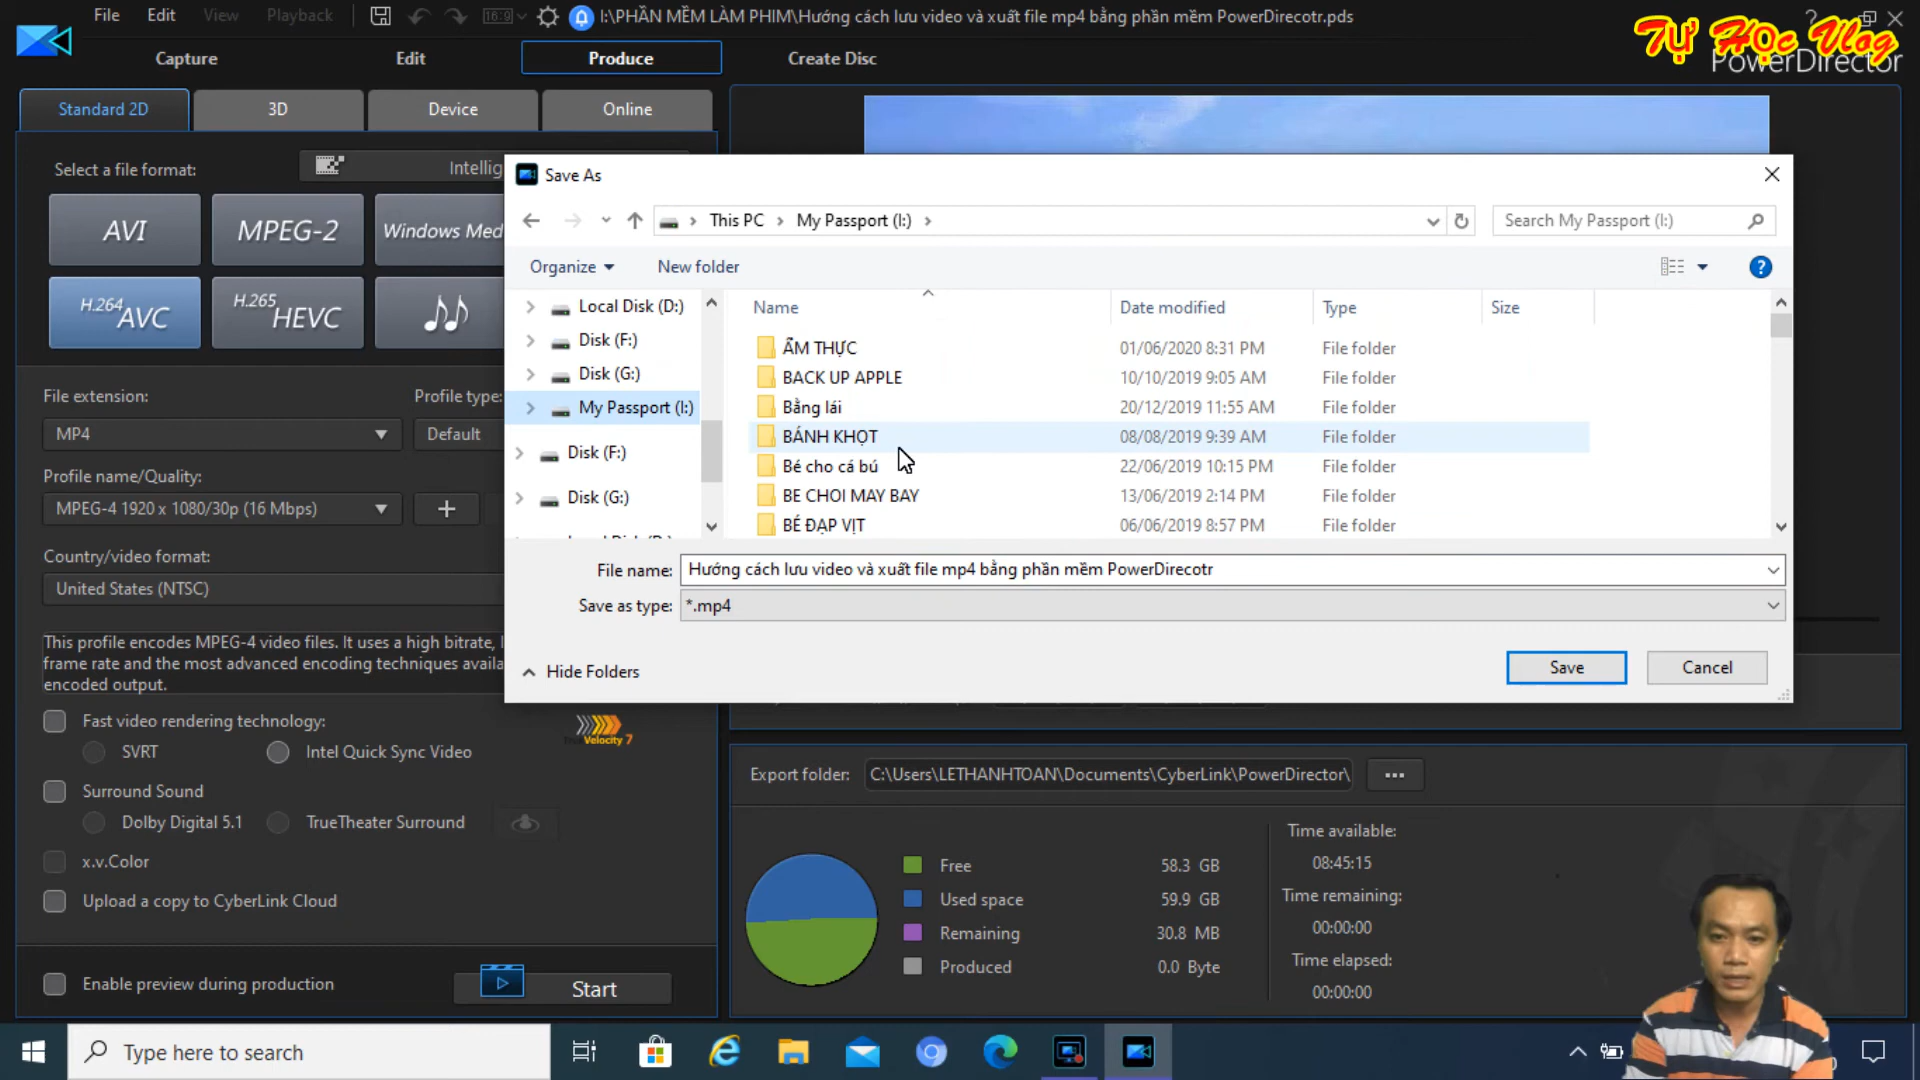 File Edit View Playback 16:9 I:\PHẦN MỀM LÀM PHIM\Hướng cách lưu video và xuất file mp4 bằng phần mềm PowerDirecotr.pds
Tự Học Vlog
PowerDirector
Capture Edit Produce Create Disc
Standard 2D 3D Device Online
Select a file format: Intellig
AVI MPEG-2 Windows Med
H.264 AVC H.265 HEVC
File extension: Profile type:
MP4 Default
Profile name/Quality:
MPEG-4 1920 x 1080/30p (16 Mbps)
Country/video format:
United States (NTSC)
This profile encodes MPEG-4 video files. It uses a high bitrate,
frame rate and the most advanced encoding techniques availa
encoded output.
Fast video rendering technology:
Velocity 7
SVRT Intel Quick Sync Video
Surround Sound
Dolby Digital 5.1 TrueTheater Surround
x.v.Color
Upload a copy to CyberLink Cloud
Enable preview during production Start
Save As
This PC My Passport (I:) Search My Passport (I:)
Organize New folder
Local Disk (D:)
Disk (F:)
Disk (G:)
My Passport (I:)
Disk (F:)
Disk (G:)
Name Date modified Type Size
ẨM THỰC 01/06/2020 8:31 PM File folder
BACK UP APPLE 10/10/2019 9:05 AM File folder
Bằng lái 20/12/2019 11:55 AM File folder
BÁNH KHỌT 08/08/2019 9:39 AM File folder
Bé cho cá bú 22/06/2019 10:15 PM File folder
BE CHOI MAY BAY 13/06/2019 2:14 PM File folder
BÉ ĐẠP VỊT 06/06/2019 8:57 PM File folder
File name: Hướng cách lưu video và xuất file mp4 bằng phần mềm PowerDirecotr
Save as type: *.mp4
Hide Folders Save Cancel
Export folder: C:\Users\LETHANHTOAN\Documents\CyberLink\PowerDirector\ ...
Free 58.3 GB
Used space 59.9 GB
Remaining 30.8 MB
Produced 0.0 Byte
Time available:
08:45:15
Time remaining:
00:00:00
Time elapsed:
00:00:00
Type here to search